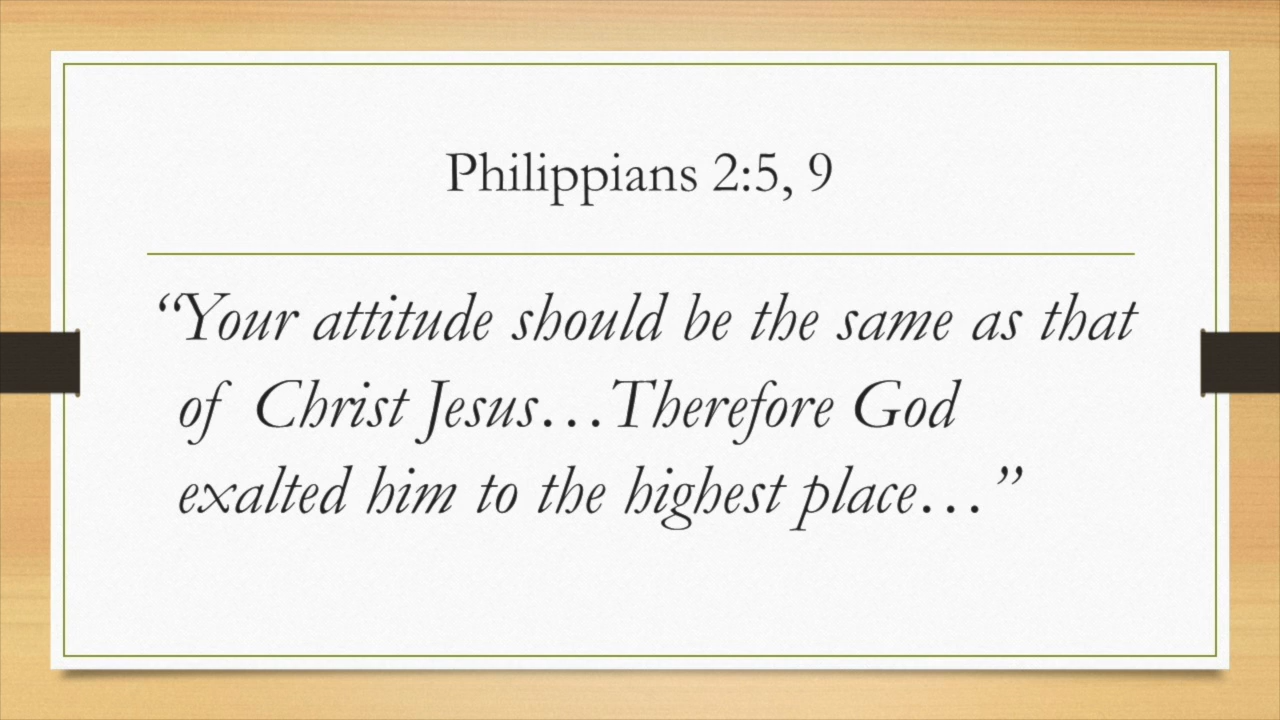 Philippians 2:5, 9
“Your attitude should be the same as that
of  Christ Jesus…Therefore God
exalted him to the highest place…”